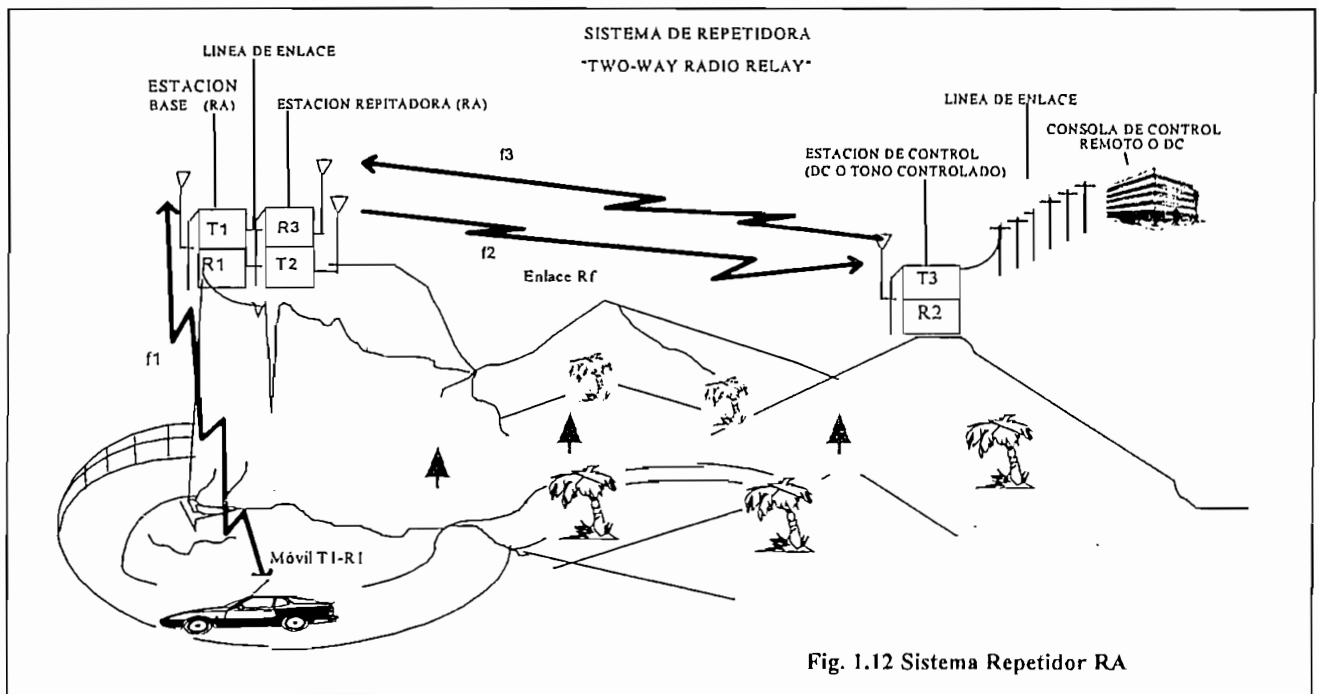 SISTEMA DE REPETIDORA
"TWO-WAY RADIO RELAY"
LINEA DE ENLACE
ESTACION
BASE (RA)
ESTACION REPITADORA (RA)
LINEA DE ENLACE
CONSOLA DE CONTROL
REMOTO O DC
ESTACION DE CONTROL
(DC O TONO CONTROLADO)
f3
T1
R3
R1
T2
f2
Enlace Rf
T3
R2
f1
Móvil T1-R1
Fig. 1.12 Sistema Repetidor RA